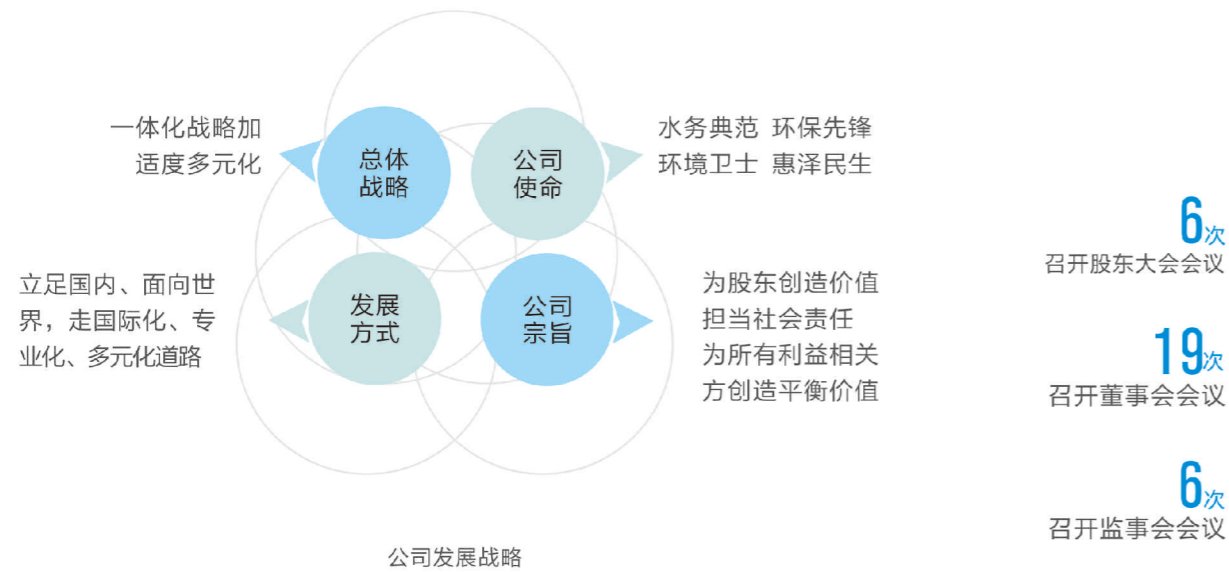 一体化战略加
适度多元化
总体
战略
公司
使命
水务典范 环保先锋
环境卫士 惠泽民生
立足国内、面向世
界，走国际化、专
业化、多元化道路
发展
方式
公司
宗旨
为股东创造价值
担当社会责任
为所有利益相关
方创造平衡价值
公司发展战略
6次
召开股东大会会议
19次
召开董事会会议
6次
召开监事会会议